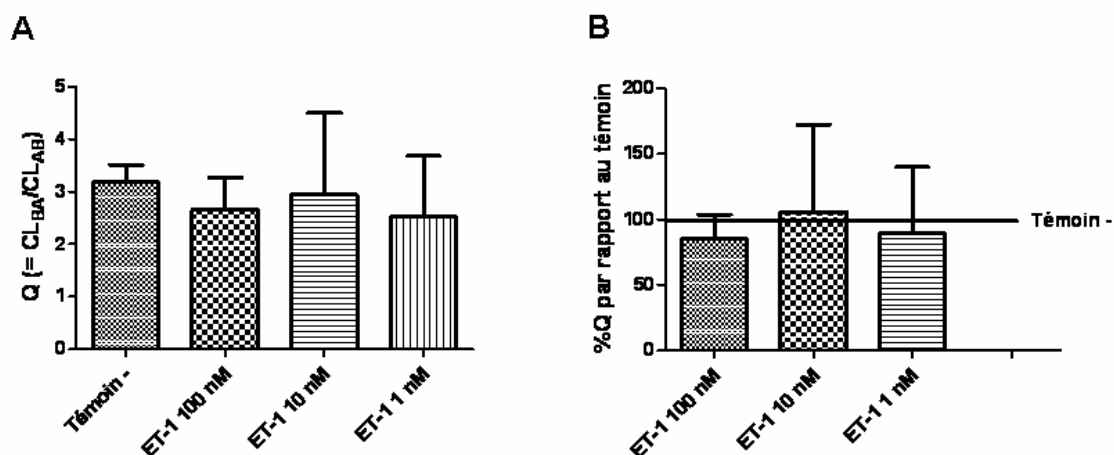 A
Q (= CL_BA/CL_AB)
5
4
3
2
1
0
Témoin -
ET-1 100 nM
ET-1 10 nM
ET-1 1 nM
B
%Q par rapport au témoin
200
150
100
50
0
Témoin -
ET-1 100 nM
ET-1 10 nM
ET-1 1 nM